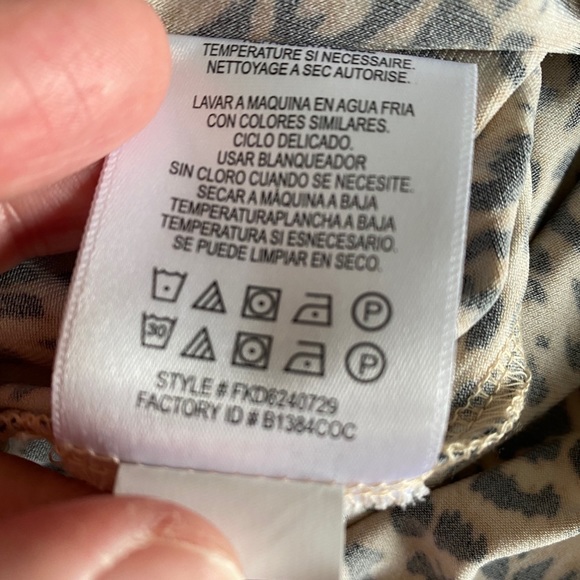 TEMPERATURE SI NECESSAIRE.
NETTOYAGE A SEC AUTORISE.
LAVAR A MAQUINA EN AGUA FRIA
CON COLORES SIMILARES.
CICLO DELICADO.
USAR BLANQUEADOR
SIN CLORO CUANDO SE NECESITE.
SECAR A MÁQUINA A BAJA
TEMPERATURAPLANCHA A BAJA
TEMPERATURA SI ESNECESARIO.
SE PUEDE LIMPIAR EN SECO.
P
30 P
STYLE # FKD6240729
FACTORY ID # B1384COC